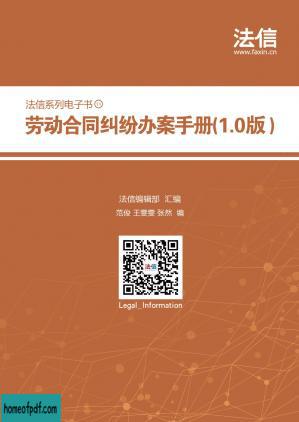 法信
www.faxin.cn
法信系列电子书
劳动合同纠纷办案手册(1.0版)
法信编辑部 汇编
范俊 王雯雯 张然 编
法信
Legal_Information
homeofpdf.com